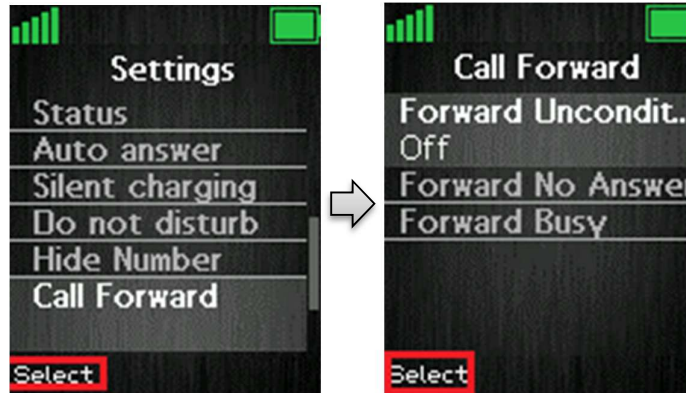 Settings
Status
Auto answer
Silent charging
Do not disturb
Hide Number
Call Forward
Select
Call Forward
Forward Uncondit..
Off
Forward No Answer
Forward Busy
Select